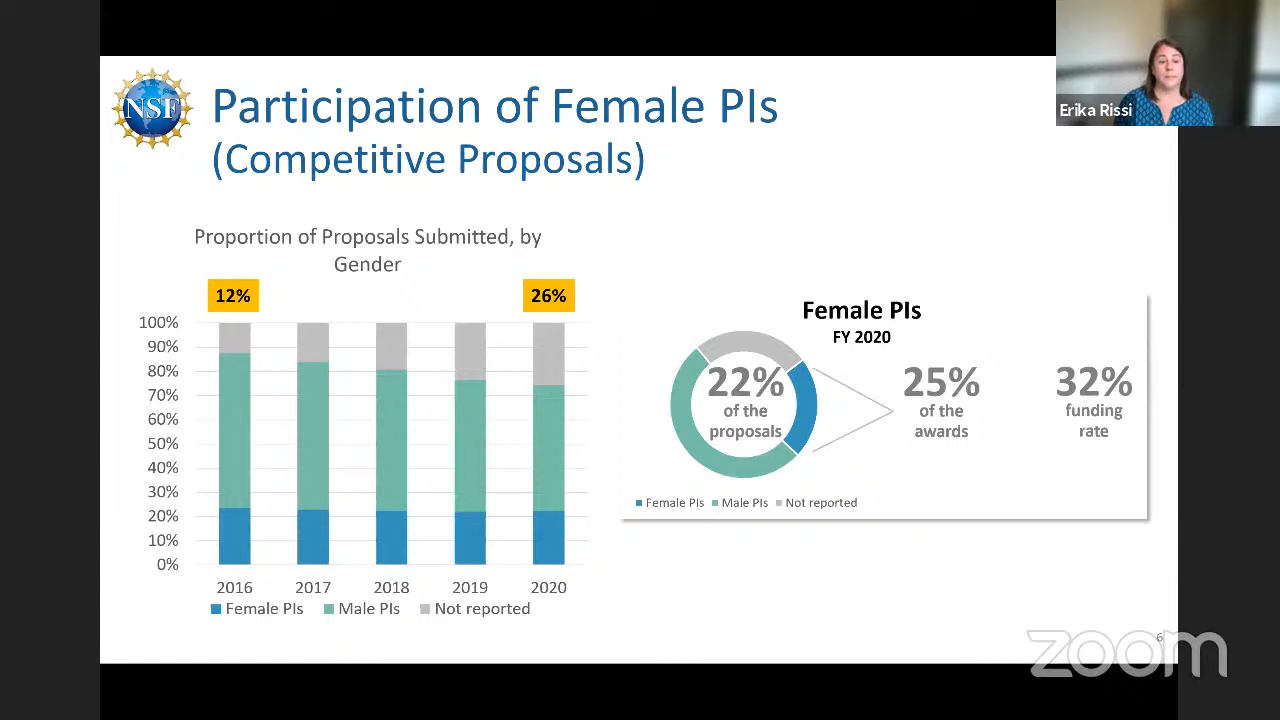 NSF
Participation of Female PIs
(Competitive Proposals)
Erika Rissi
Proportion of Proposals Submitted, by
Gender
12%
26%
100%
90%
80%
70%
60%
50%
40%
30%
20%
10%
0%
2016 2017 2018 2019 2020
Female PIs Male PIs Not reported
Female PIs
FY 2020
22%
of the
proposals
25%
of the
awards
32%
funding
rate
Female PIs Male PIs Not reported
6
zoom